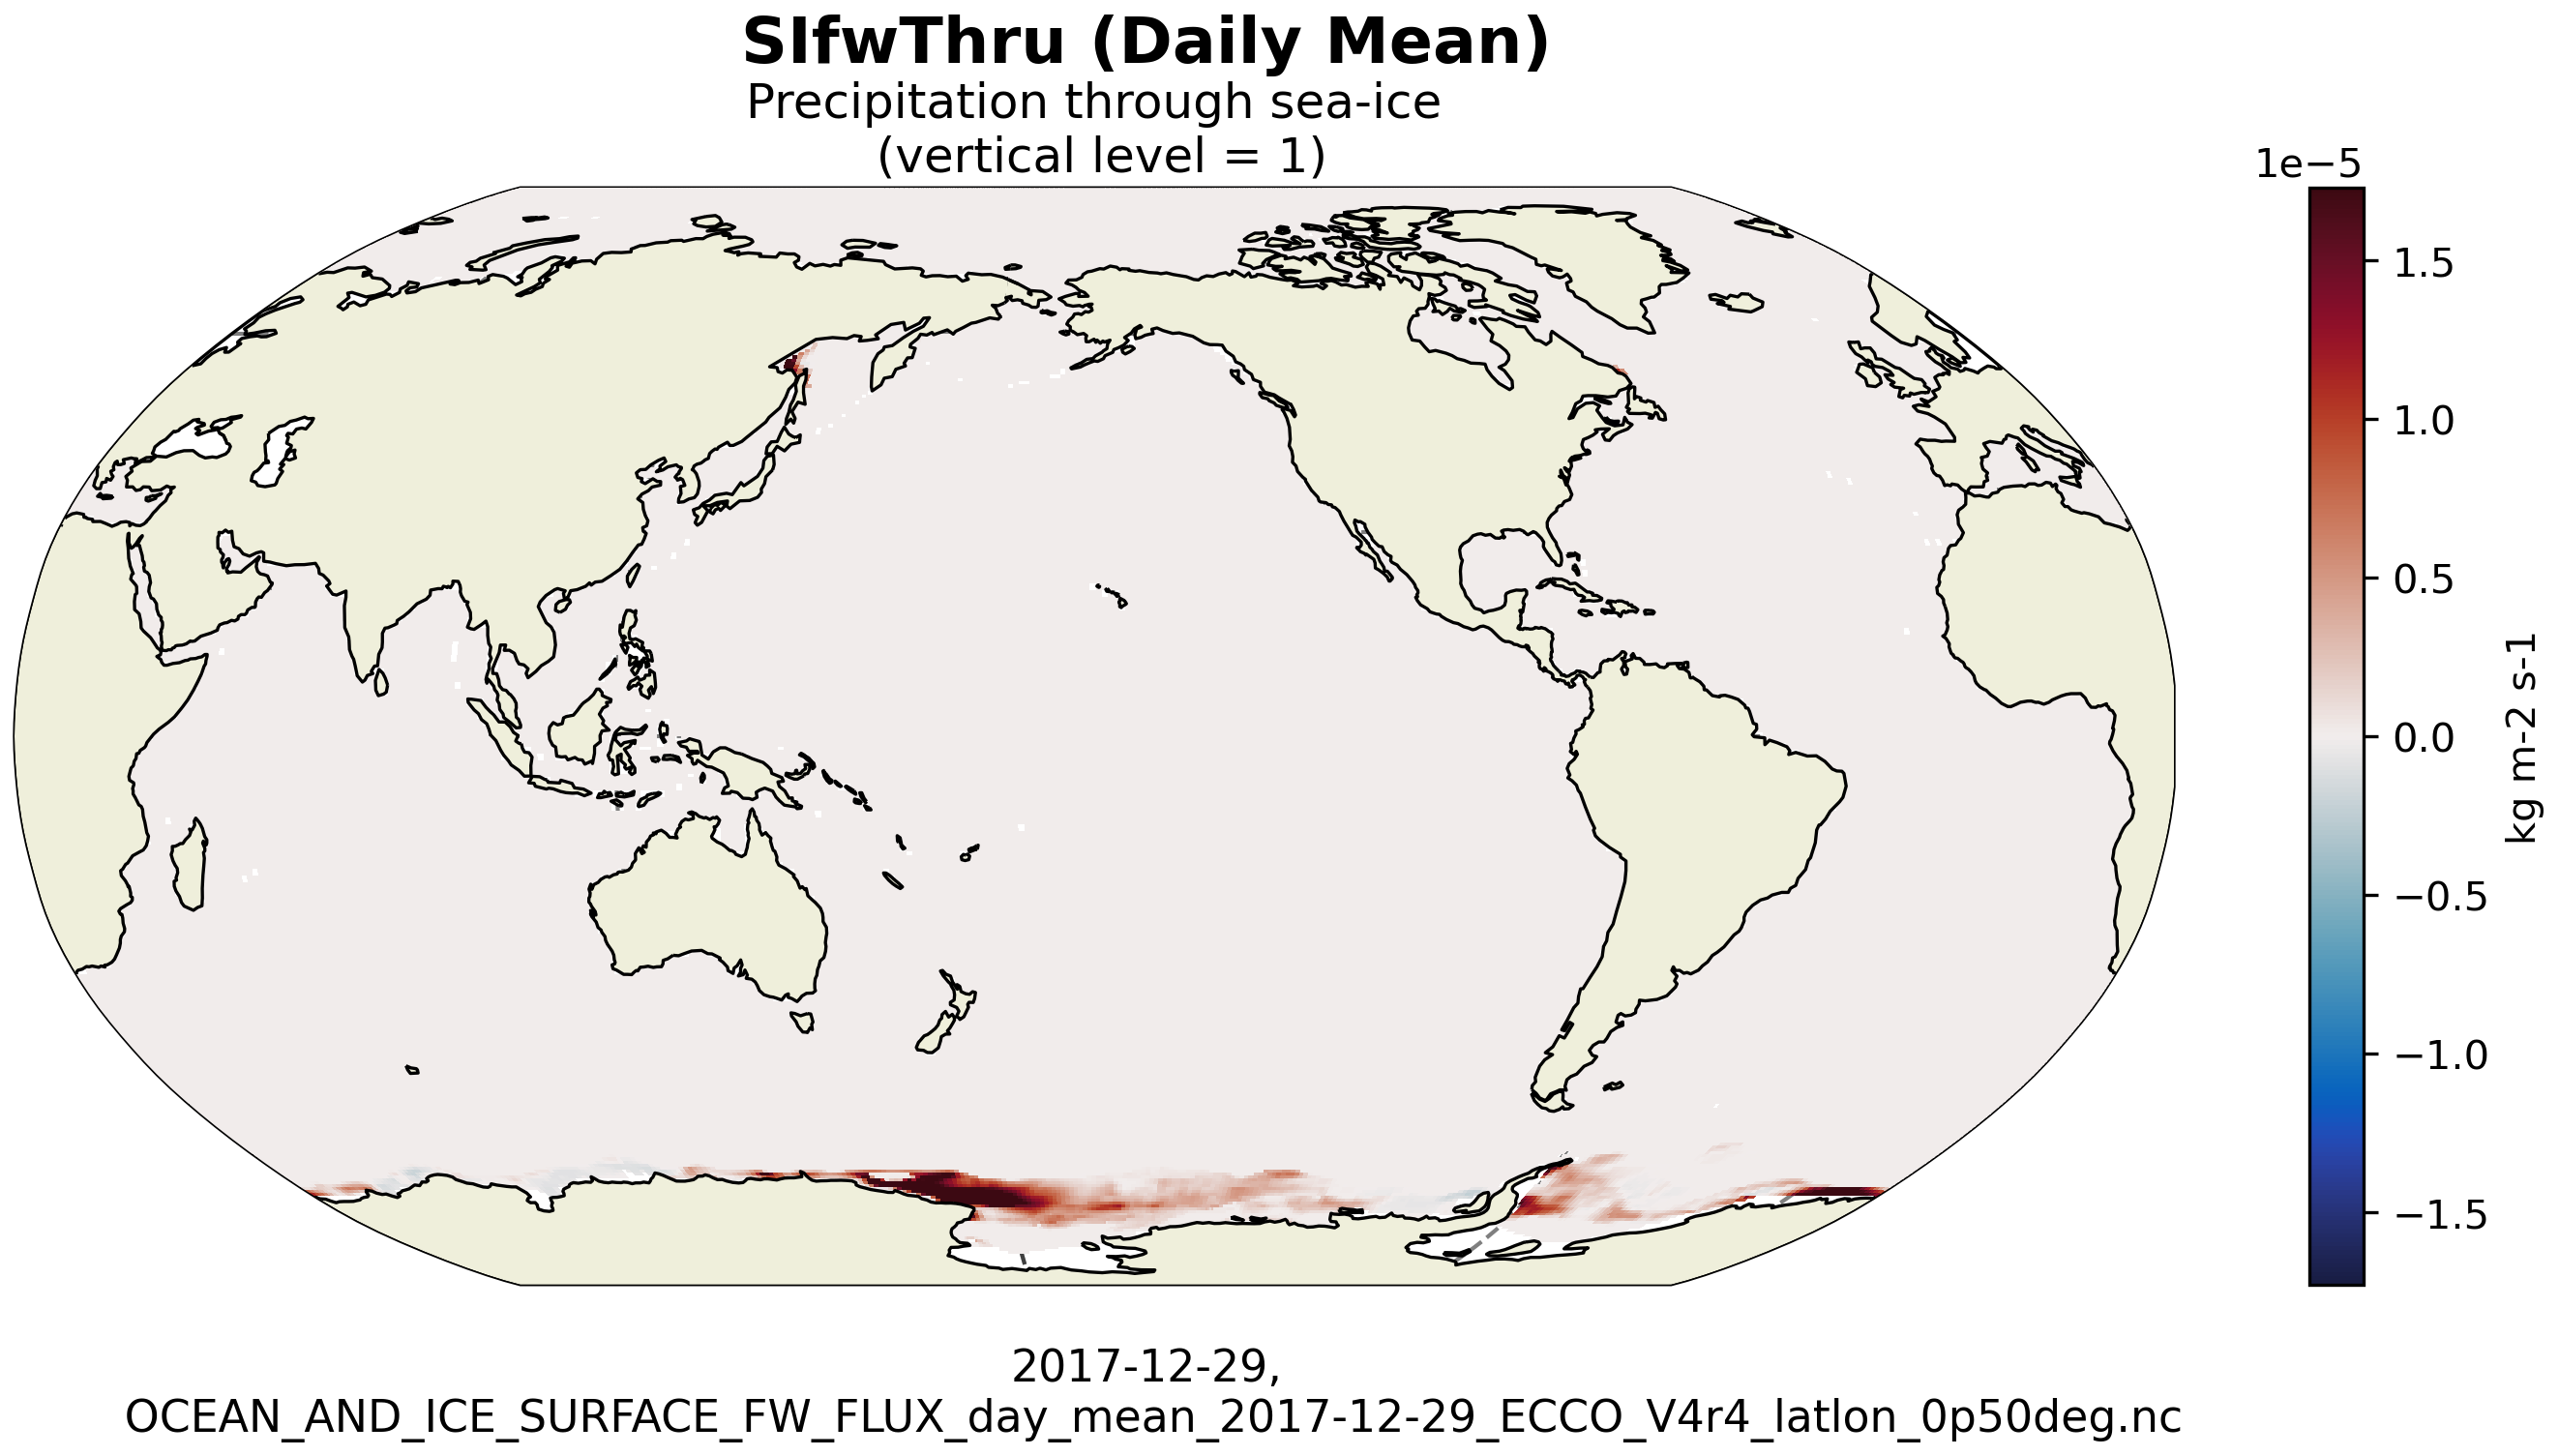 SIfwThru (Daily Mean)
Precipitation through sea-ice
(vertical level = 1)
1e−5
1.5
1.0
0.5
0.0
−0.5
−1.0
−1.5
kg m-2 s-1
2017-12-29,
OCEAN_AND_ICE_SURFACE_FW_FLUX_day_mean_2017-12-29_ECCO_V4r4_latlon_0p50deg.nc